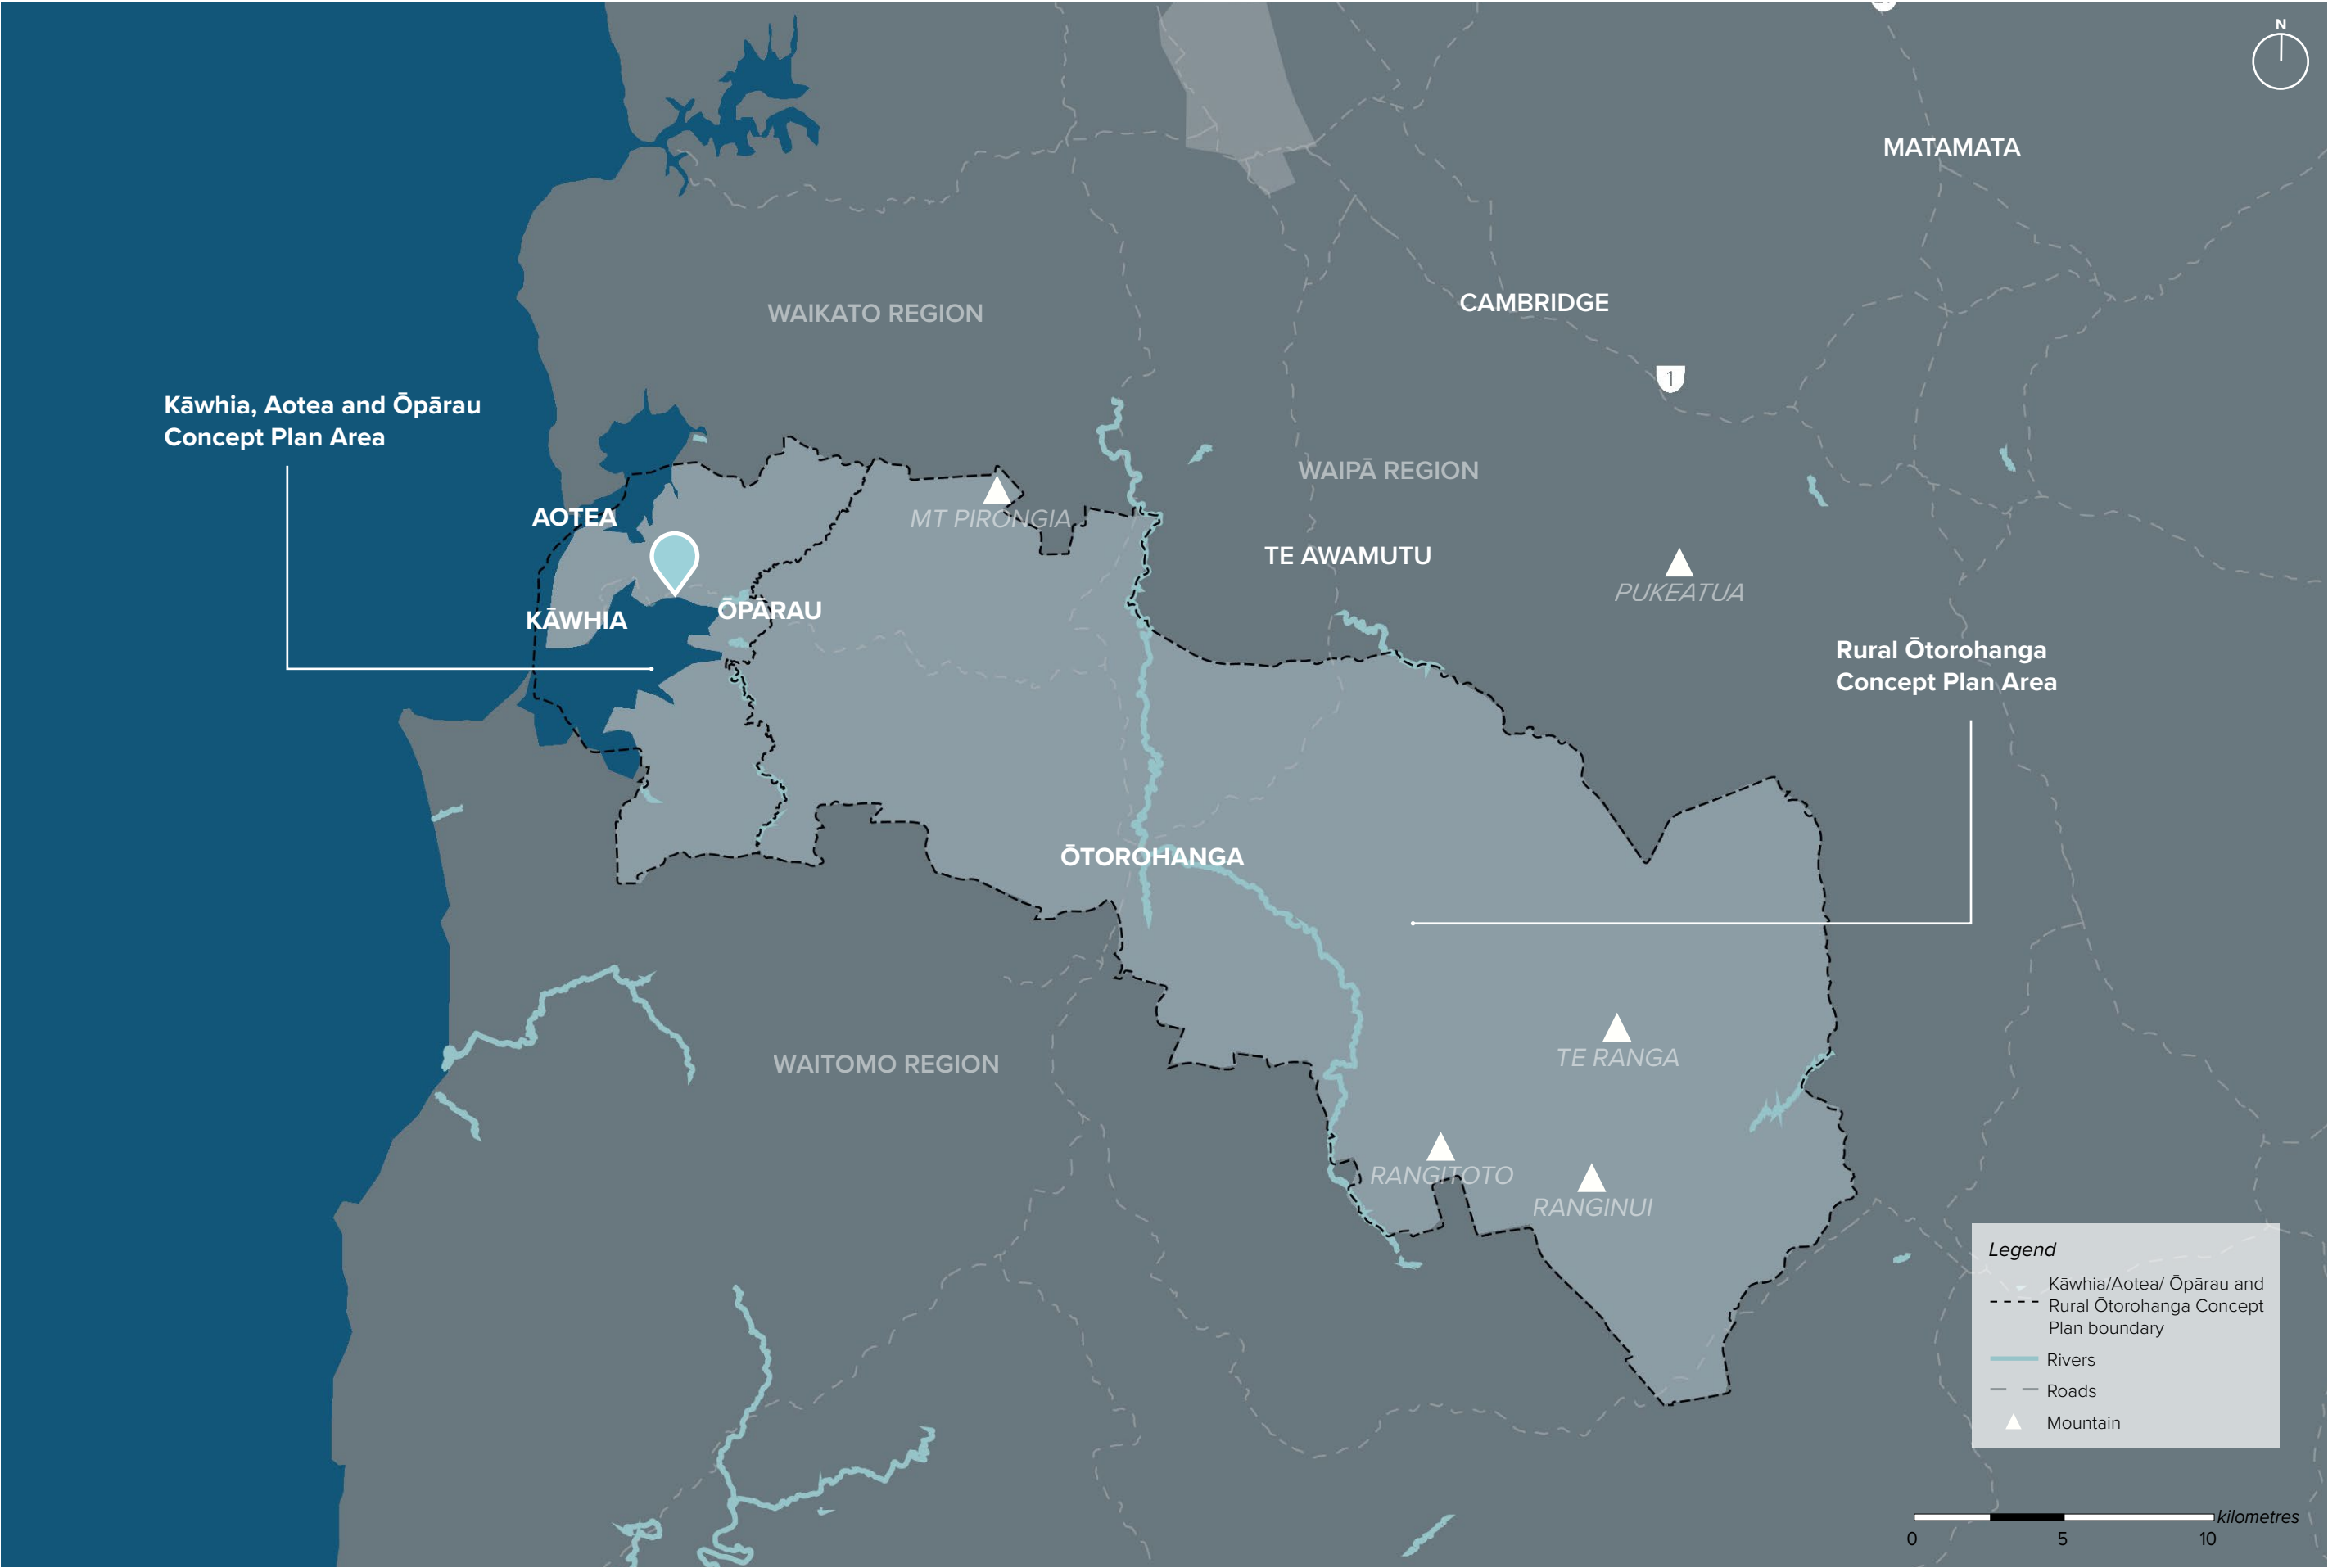 N
MATAMATA
CAMBRIDGE
WAIKATO REGION
1
Kāwhia, Aotea and Ōpārau
Concept Plan Area
WAIPĀ REGION
AOTEA
MT PIRONGIA
TE AWAMUTU
PUKEATUA
KĀWHIA
ŌPĀRAU
Rural Ōtorohanga
Concept Plan Area
ŌTOROHANGA
WAITOMO REGION
TE RANGA
RANGITOTO
RANGINUI
Legend
Kāwhia/Aotea/ Ōpārau and
Rural Ōtorohanga Concept
Plan boundary
Rivers
Roads
Mountain
kilometres
0 5 10